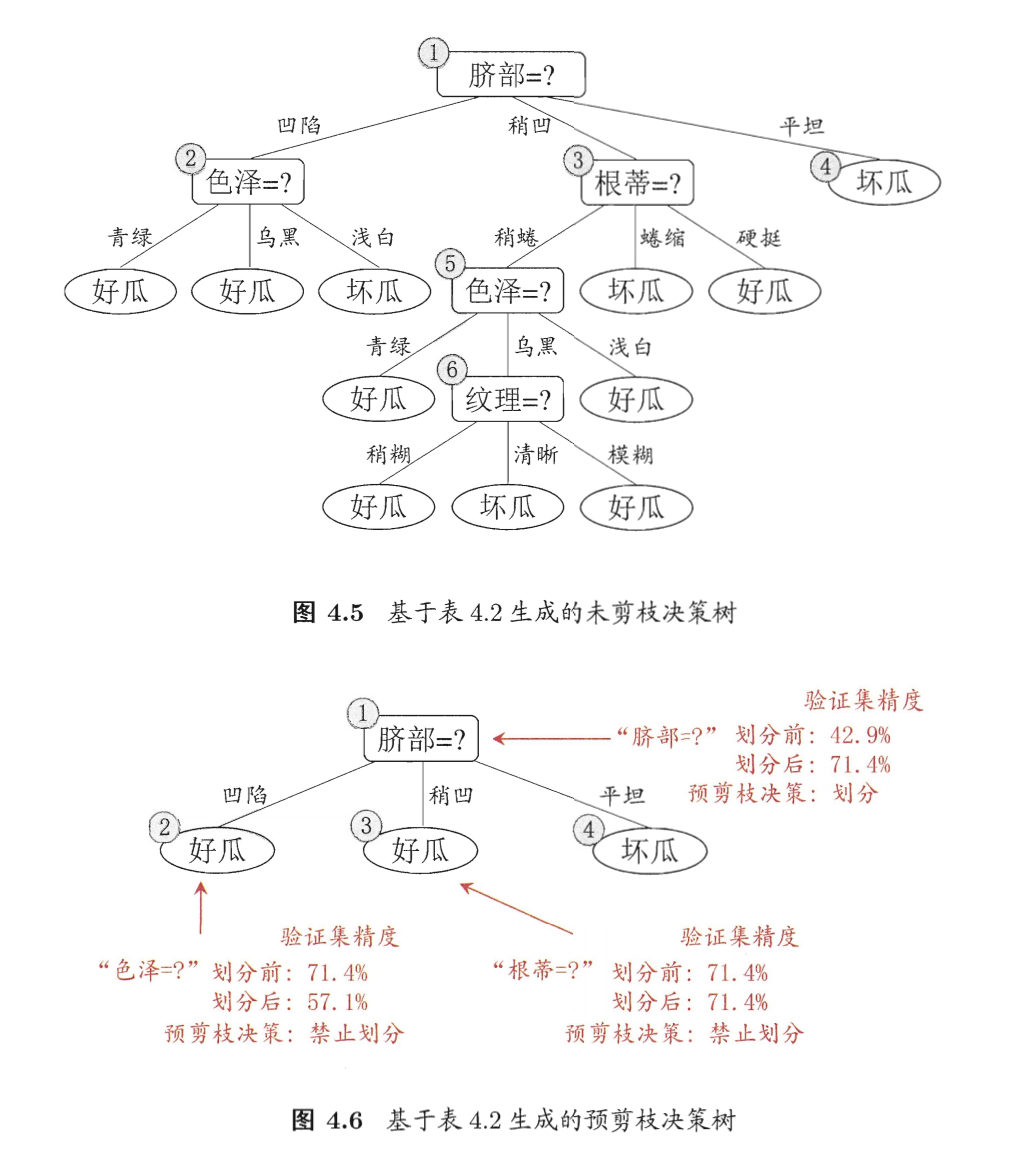 1
脐部=?
凹陷 稍凹 平坦
2 3 4
色泽=? 根蒂=? 坏瓜
青绿 乌黑 浅白 稍蜷 蜷缩 硬挺
5
好瓜 好瓜 坏瓜 色泽=? 坏瓜 好瓜
青绿 乌黑 浅白
6
好瓜 纹理=? 好瓜
稍糊 清晰 模糊
好瓜 坏瓜 好瓜
图 4.5 基于表 4.2 生成的未剪枝决策树
验证集精度
1
脐部=? “脐部=?” 划分前: 42.9%
划分后: 71.4%
凹陷 稍凹 平坦 预剪枝决策: 划分
2 3 4
好瓜 好瓜 坏瓜
验证集精度 验证集精度
“色泽=?” 划分前: 71.4% “根蒂=?” 划分前: 71.4%
划分后: 57.1% 划分后: 71.4%
预剪枝决策: 禁止划分 预剪枝决策: 禁止划分
图 4.6 基于表 4.2 生成的预剪枝决策树